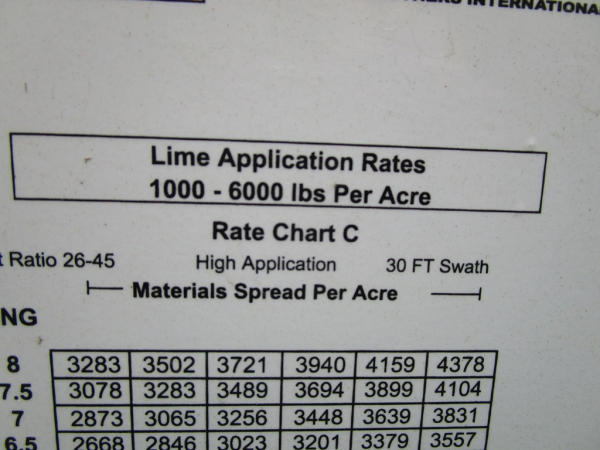 INTERNATIONA
Lime Application Rates
1000 - 6000 lbs Per Acre
Rate Chart C
Ratio 26-45 High Application 30 FT Swath
Materials Spread Per Acre
NG
8 3283 3502 3721 3940 4159 4378
7.5 3078 3283 3489 3694 3899 4104
7 2873 3065 3256 3448 3639 3831
6.5 2668 2846 3023 3201 3379 3557